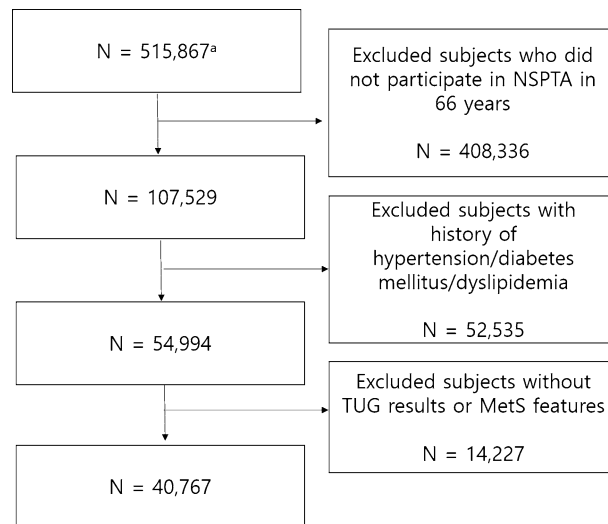 N = 515,867ᵃ
Excluded subjects who did
not participate in NSPTA in
66 years
N = 408,336
N = 107,529
Excluded subjects with
history of
hypertension/diabetes
mellitus/dyslipidemia
N = 52,535
N = 54,994
Excluded subjects without
TUG results or MetS features
N = 14,227
N = 40,767